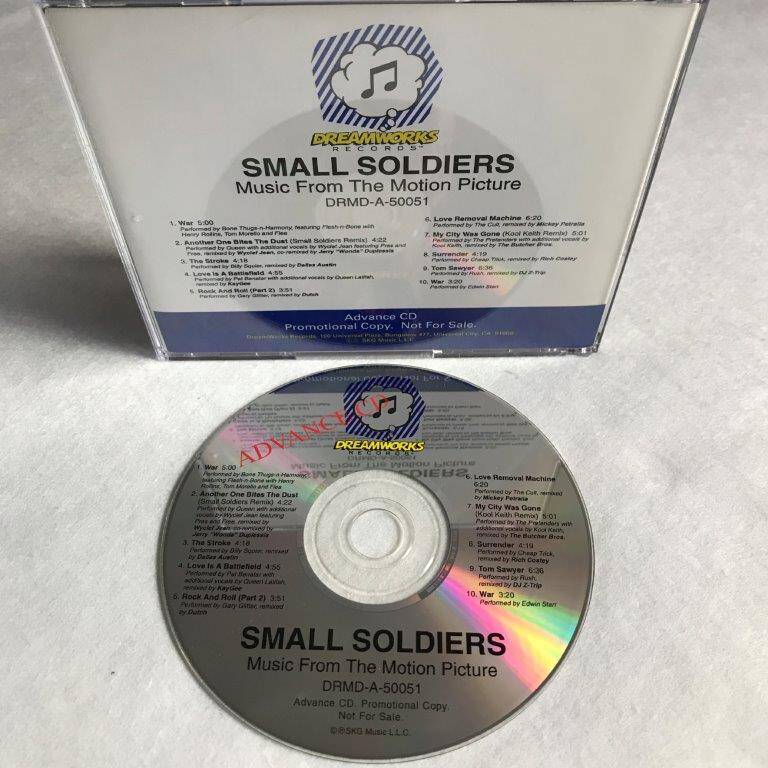 DREAMWORKS
RECORDS™
SMALL SOLDIERS
Music From The Motion Picture
DRMD-A-50051
1. War 5:00
Performed by Bone Thugs-n-Harmony, featuring Flesh-n-Bone with
Henry Rollins, Tom Morello and Flea
2. Another One Bites The Dust (Small Soldiers Remix) 4:22
Performed by Queen with additional vocals by Wyclef Jean featuring Pras and
Free, remixed by Wyclef Jean, co-remixed by Jerry "Wonda" Duplessis
3. The Stroke 4:18
Performed by Billy Squier, remixed by Dallas Austin
4. Love Is A Battlefield 4:55
Performed by Pat Benatar with additional vocals by Queen Latifah,
remixed by KayGee
5. Rock And Roll (Part 2) 3:51
Performed by Gary Glitter, remixed by Dutch
6. Love Removal Machine 6:20
Performed by The Cult, remixed by Mickey Petralia
7. My City Was Gone (Kool Keith Remix) 5:01
Performed by The Pretenders with additional vocals by
Kool Keith, remixed by The Butcher Bros.
8. Surrender 4:19
Performed by Cheap Trick, remixed by Rich Costey
9. Tom Sawyer 6:36
Performed by Rush, remixed by DJ Z-Trip
10. War 3:20
Performed by Edwin Starr
Advance CD
Promotional Copy. Not For Sale.
DreamWorks Records, 100 Universal Plaza, Bungalow 477, Universal City, CA 91608
SKG Music L.L.C.
ADVANCE CD
DREAMWORKS
RECORDS
1. War 5:00
Performed by Bone Thugs-n-Harmony,
featuring Flesh-n-Bone with Henry
Rollins, Tom Morello and Flea
2. Another One Bites The Dust
(Small Soldiers Remix) 4:22
Performed by Queen with additional
vocals by Wyclef Jean featuring
Pras and Free, remixed by
Wyclef Jean, co-remixed by
Jerry "Wonda" Duplessis
3. The Stroke 4:18
Performed by Billy Squier, remixed
by Dallas Austin
4. Love Is A Battlefield 4:55
Performed by Pat Benatar with
additional vocals by Queen Latifah,
remixed by KayGee
5. Rock And Roll (Part 2) 3:51
Performed by Gary Glitter, remixed
by Dutch
6. Love Removal Machine
6:20
Performed by The Cult, remixed
by Mickey Petralia
7. My City Was Gone
(Kool Keith Remix) 5:01
Performed by The Pretenders with
additional vocals by Kool Keith,
remixed by The Butcher Bros.
8. Surrender 4:19
Performed by Cheap Trick,
remixed by Rich Costey
9. Tom Sawyer 6:36
Performed by Rush,
remixed by DJ Z-Trip
10. War 3:20
Performed by Edwin Starr
SMALL SOLDIERS
Music From The Motion Picture
DRMD-A-50051
Advance CD. Promotional Copy.
Not For Sale.
©℗SKG Music L.L.C.